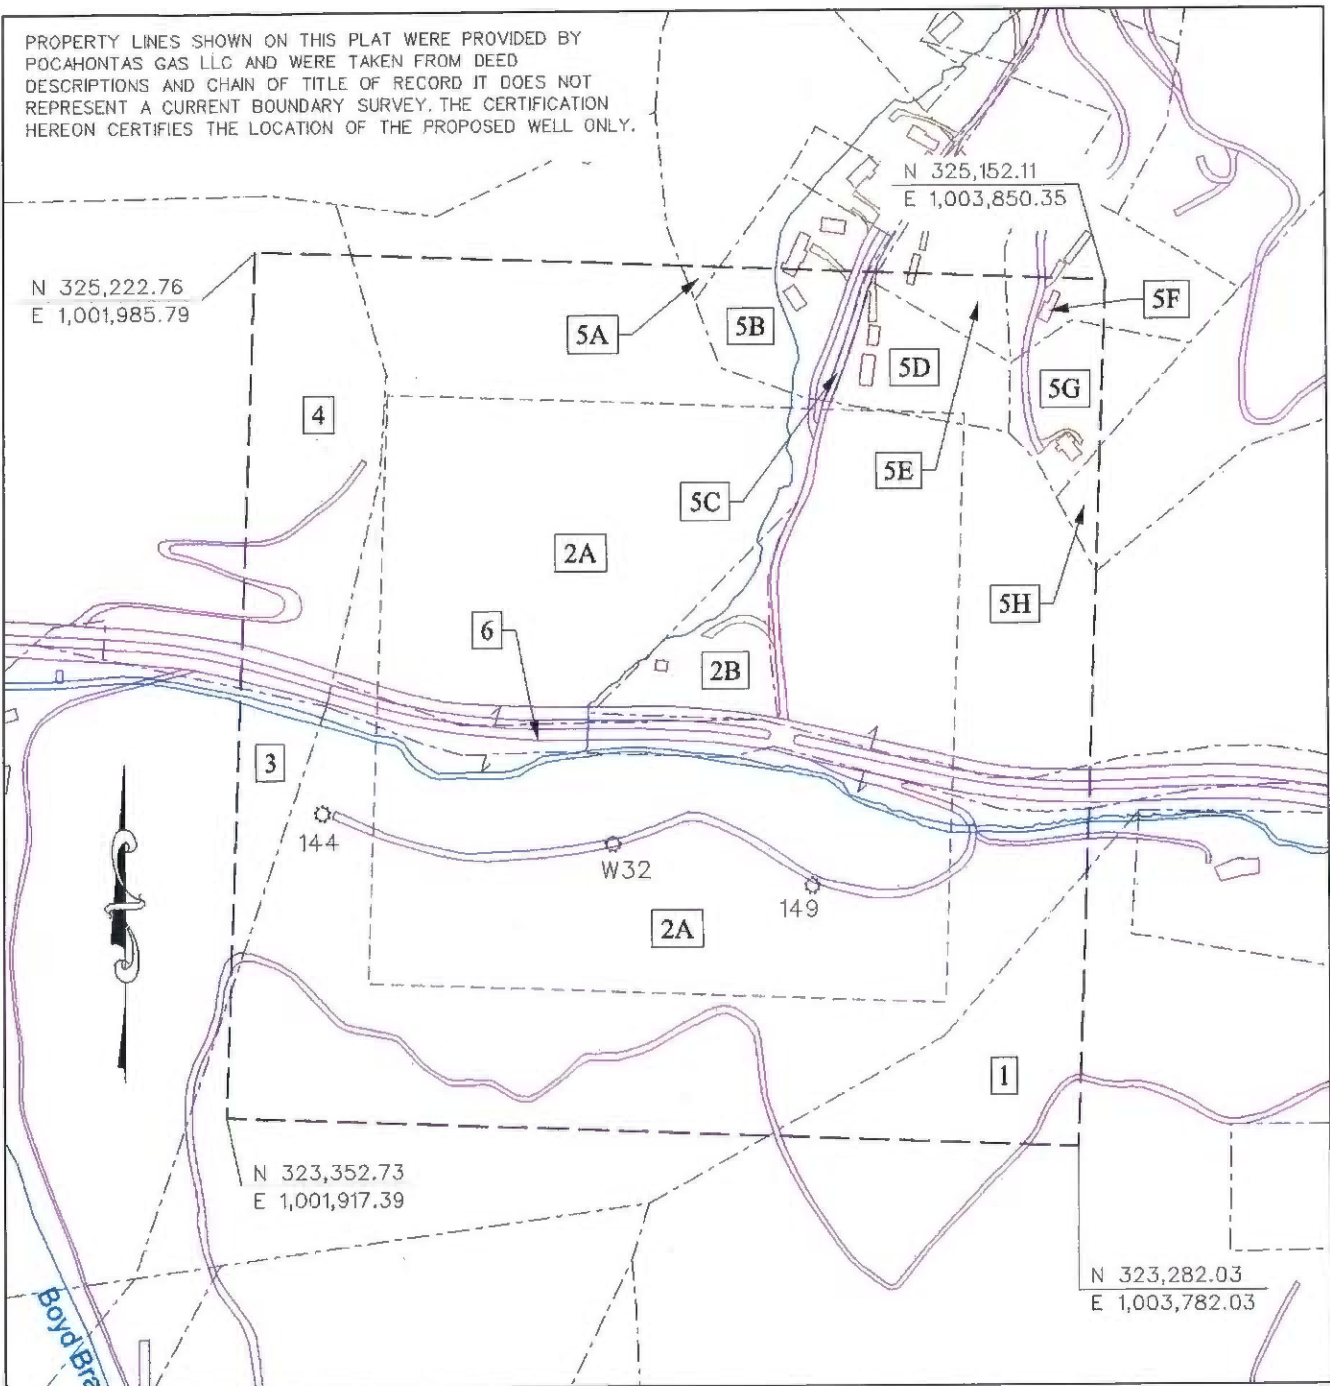 PROPERTY LINES SHOWN ON THIS PLAT WERE PROVIDED BY
POCAHONTAS GAS LLC AND WERE TAKEN FROM DEED
DESCRIPTIONS AND CHAIN OF TITLE OF RECORD IT DOES NOT
REPRESENT A CURRENT BOUNDARY SURVEY. THE CERTIFICATION
HEREON CERTIFIES THE LOCATION OF THE PROPOSED WELL ONLY.
N 325,152.11
E 1,003,850.35
N 325,222.76
E 1,001,985.79
5A
5B
5F
5D
5G
4
5E
5C
2A
5H
6
2B
3
144
W32
149
2A
1
N 323,352.73
E 1,001,917.39
N 323,282.03
E 1,003,782.03
Boyd Bra